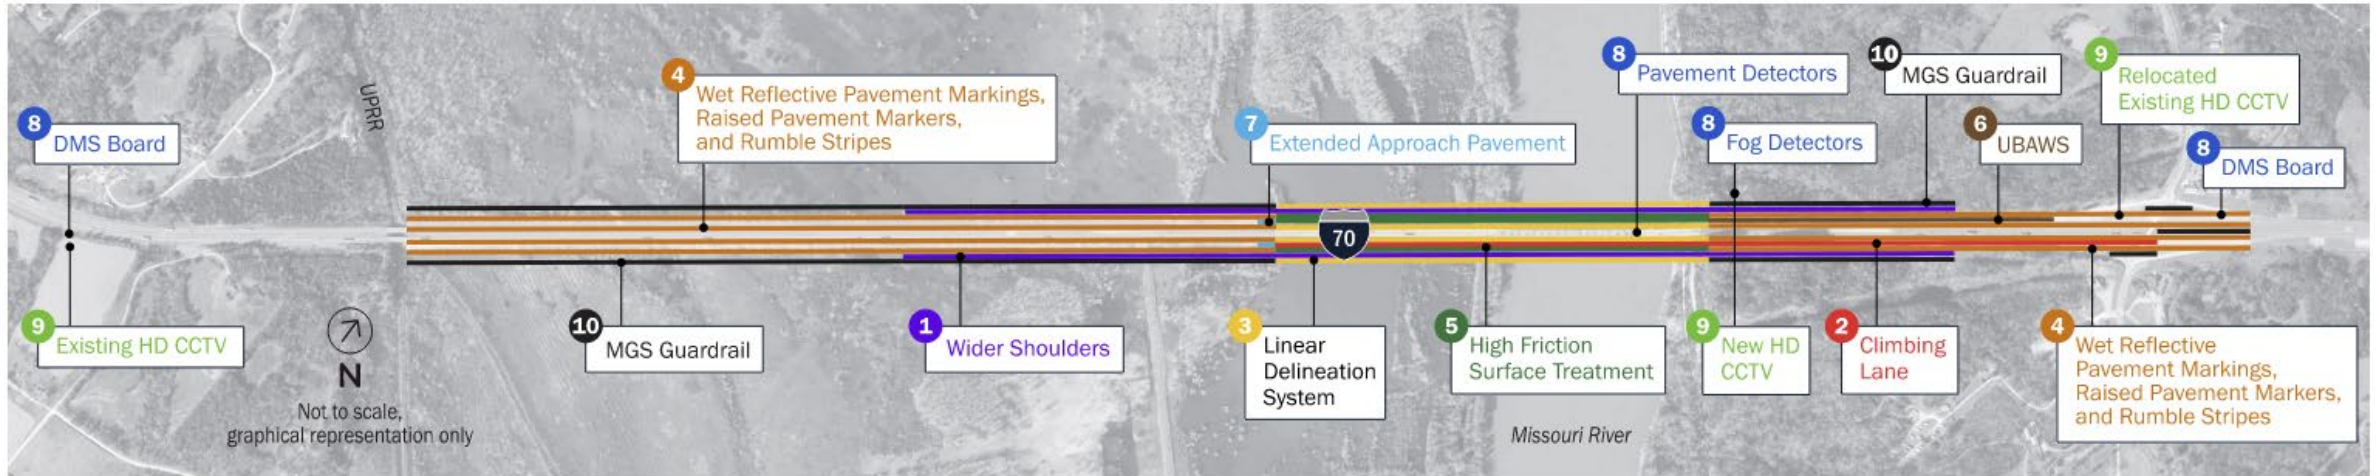 8
DMS Board
UPRR
4
Wet Reflective Pavement Markings,
Raised Pavement Markers,
and Rumble Stripes
7
Extended Approach Pavement
8
Pavement Detectors
8
Fog Detectors
10
MGS Guardrail
6
UBAWS
9
Relocated
Existing HD CCTV
8
DMS Board
70
9
Existing HD CCTV
N
Not to scale,
graphical representation only
10
MGS Guardrail
1
Wider Shoulders
3
Linear
Delineation
System
5
High Friction
Surface Treatment
Missouri River
9
New HD
CCTV
2
Climbing
Lane
4
Wet Reflective
Pavement Markings,
Raised Pavement Markers,
and Rumble Stripes